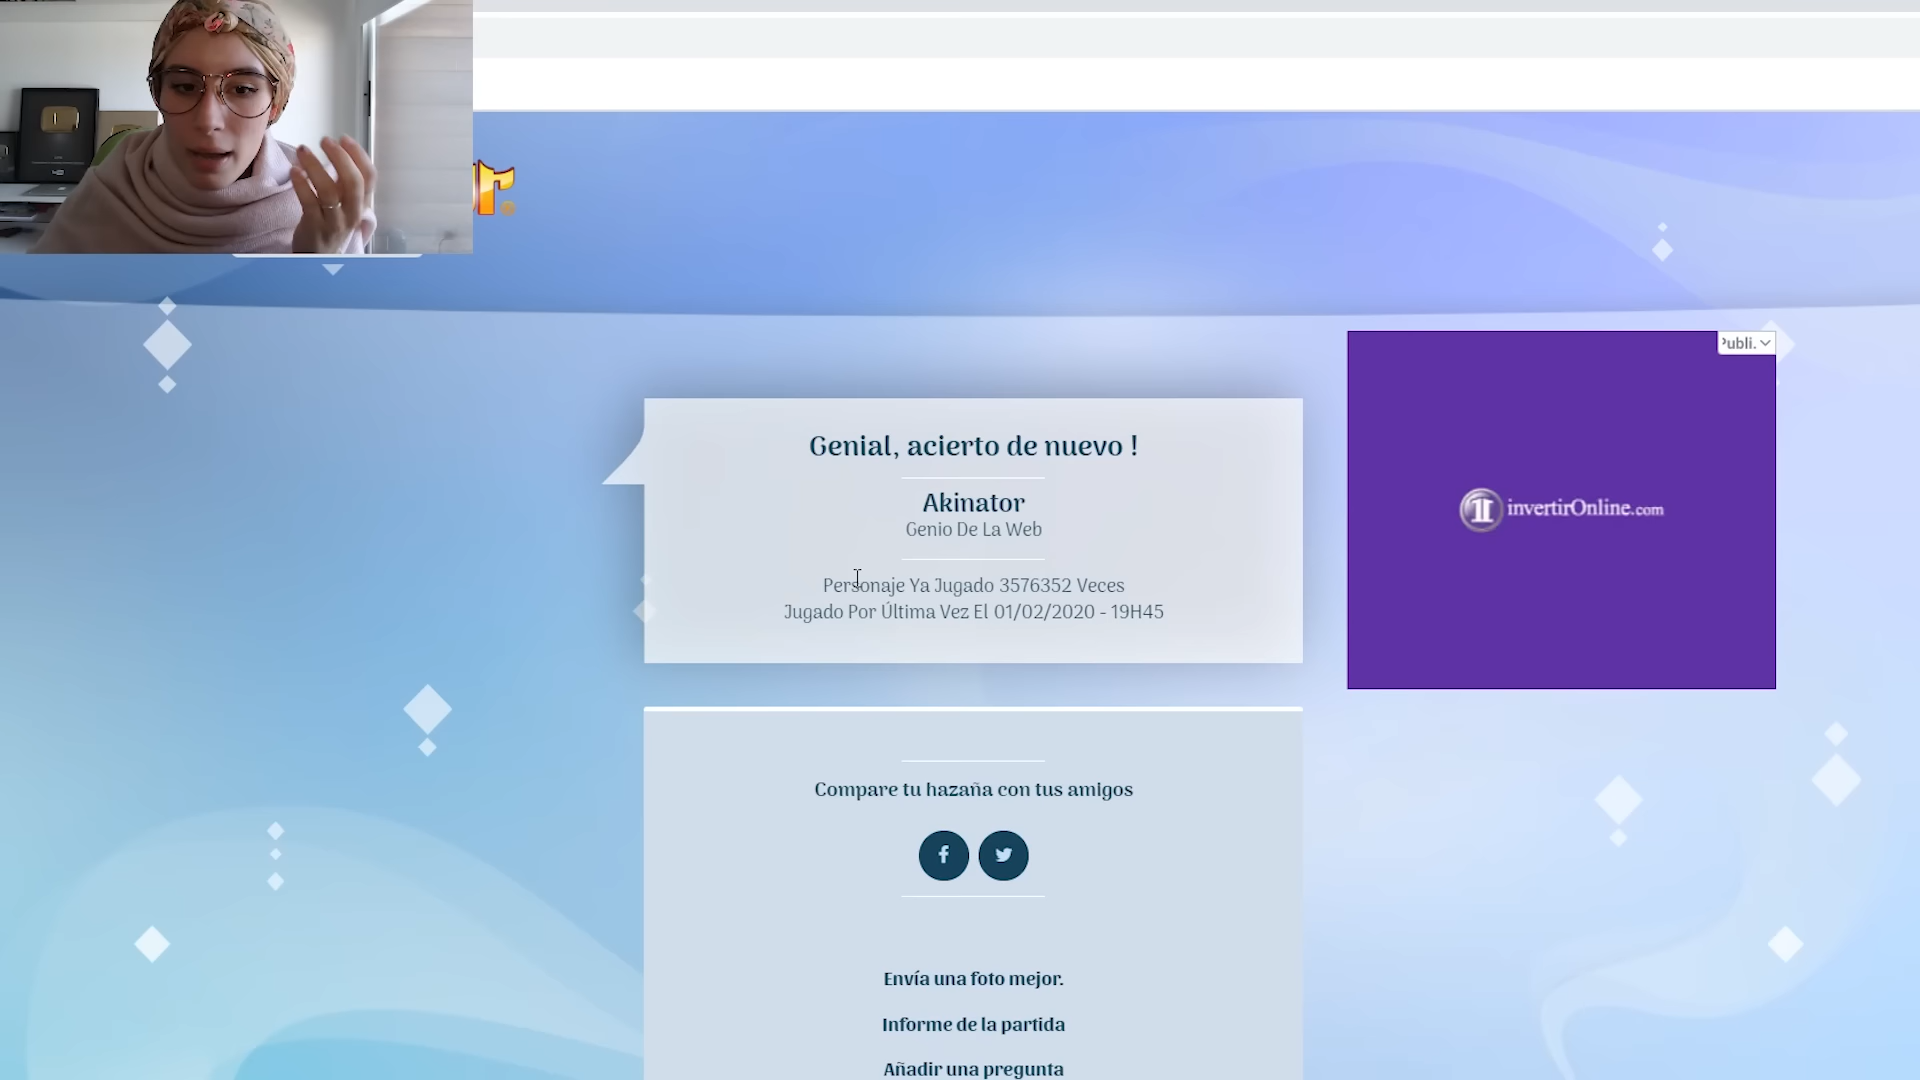 r.
Publi.
Genial, acierto de nuevo !
Akinator
Genio De La Web
Personaje Ya Jugado 3576352 Veces
Jugado Por Última Vez El 01/02/2020 - 19H45
invertirOnline.com
Compare tu hazaña con tus amigos
Envía una foto mejor.
Informe de la partida
Añadir una pregunta